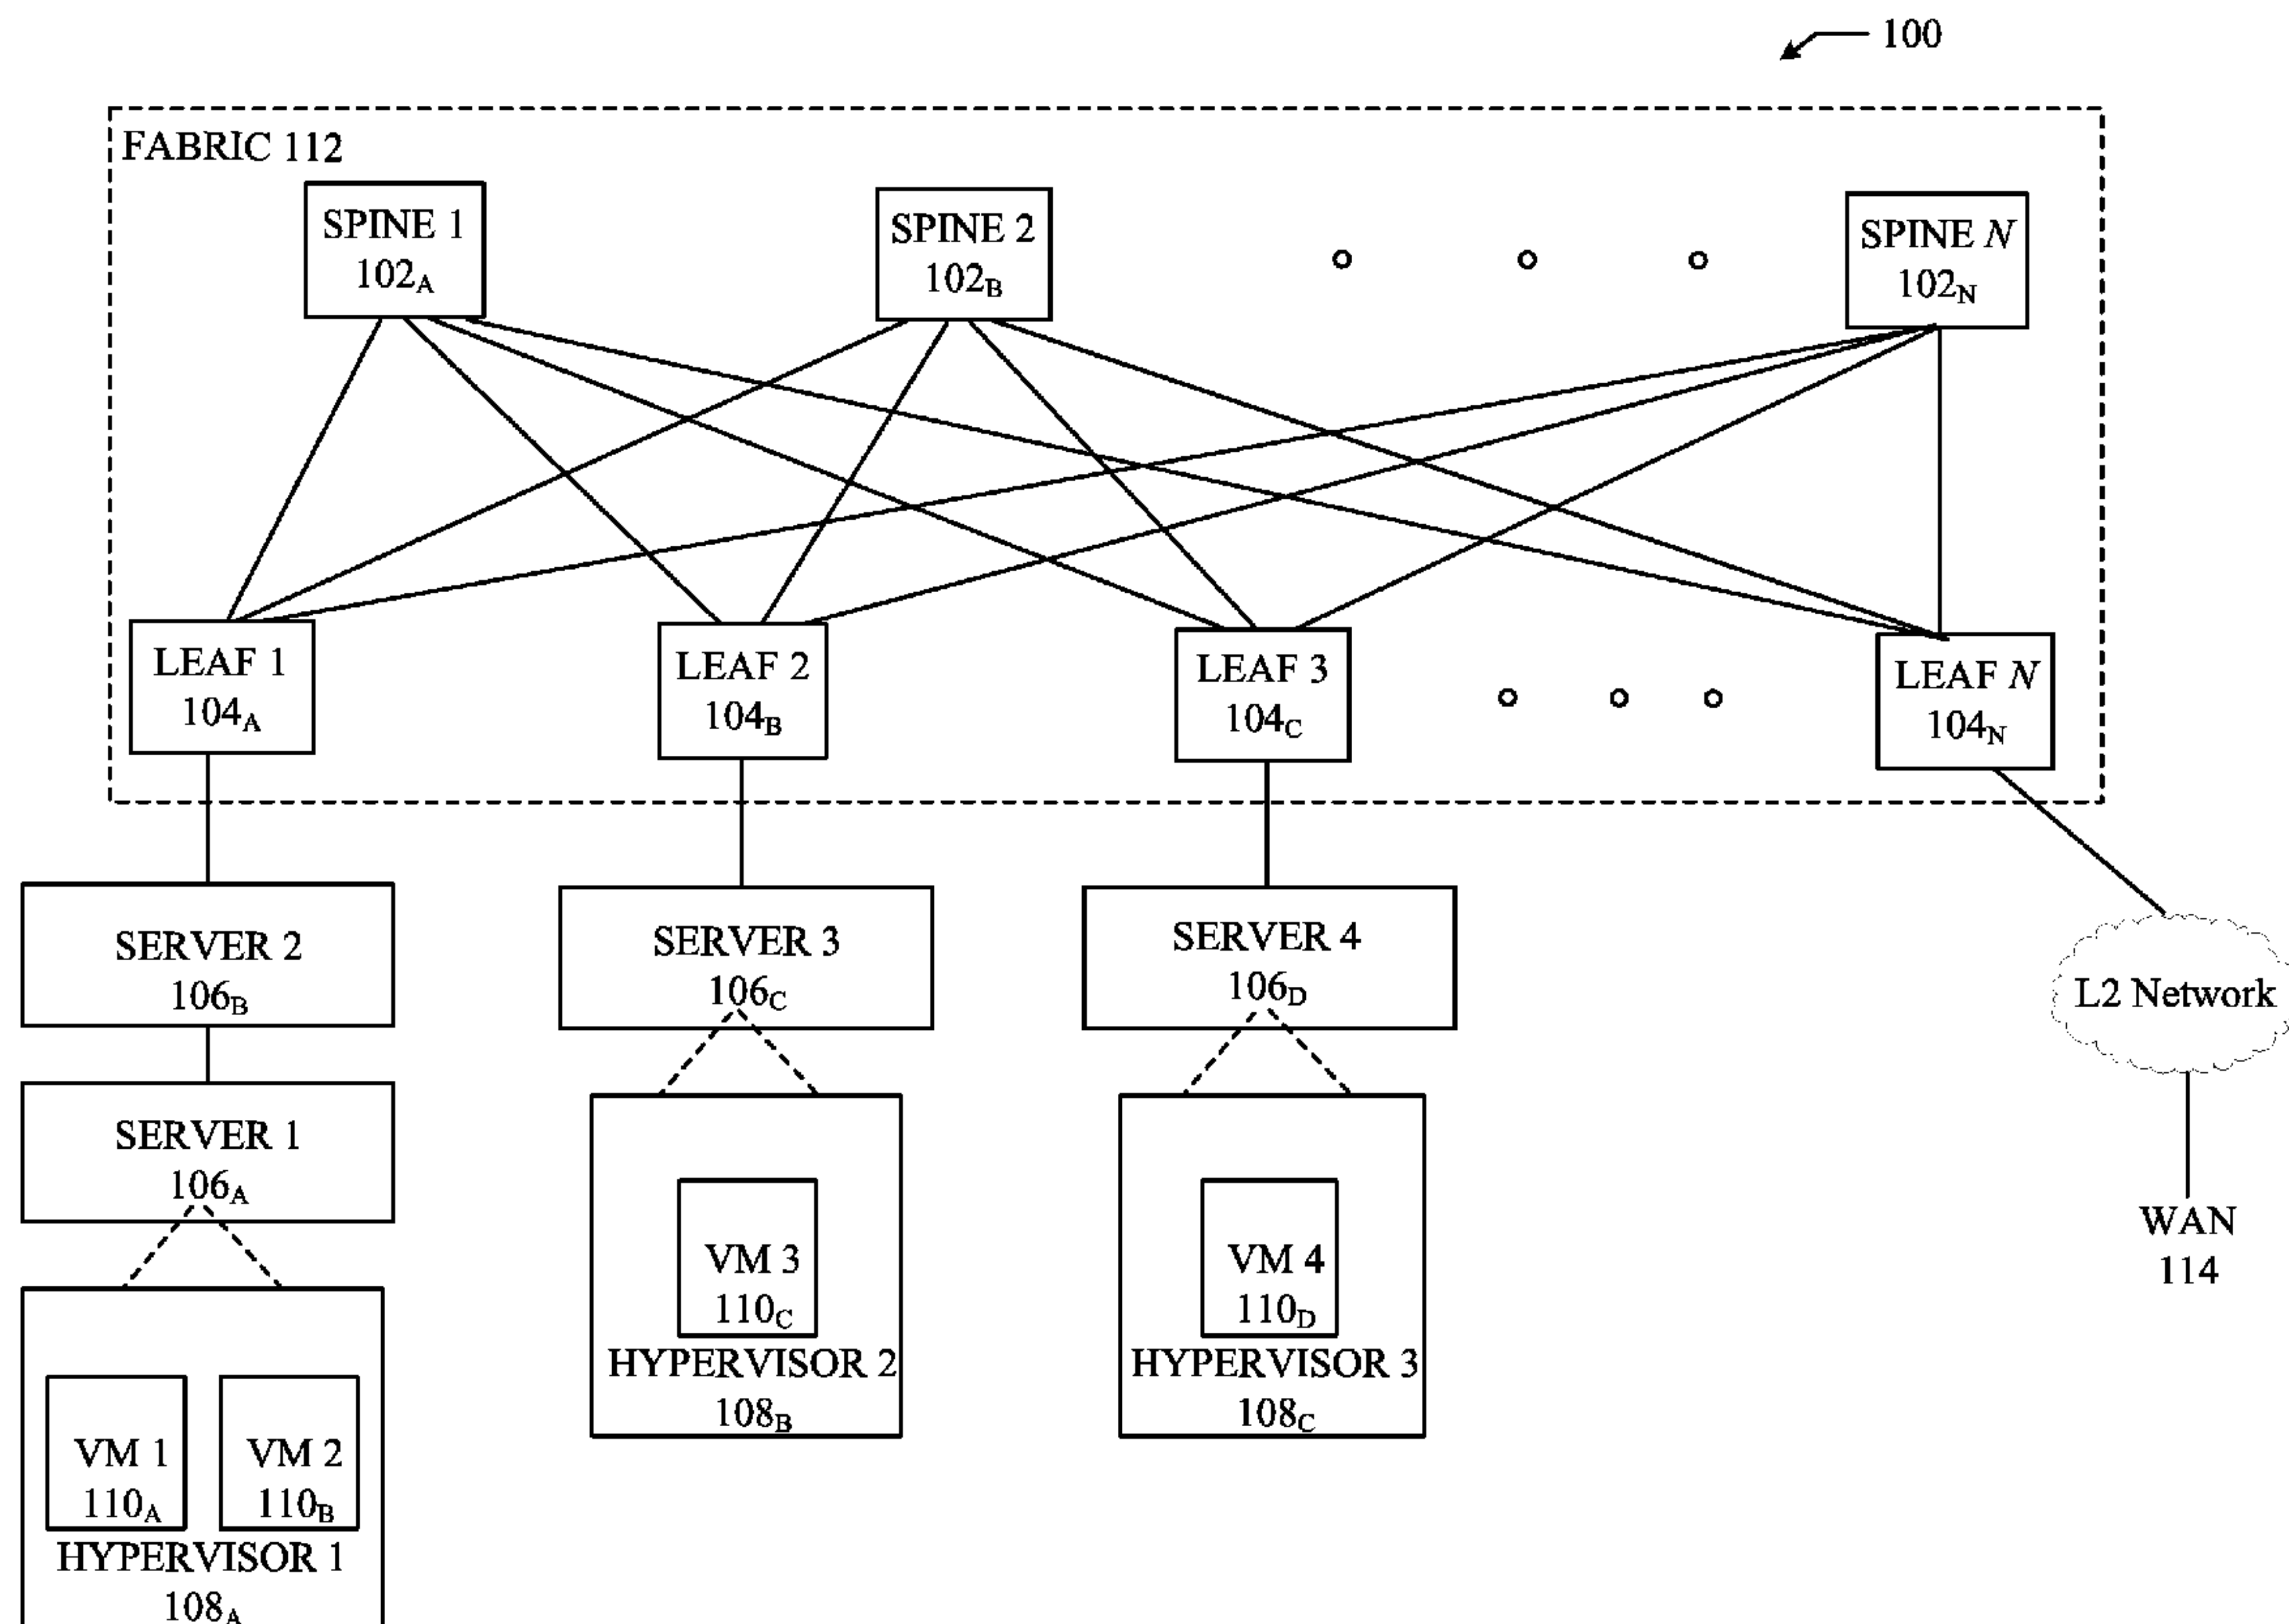 100
FABRIC 112
SPINE 1
102A
SPINE 2
102B
SPINE N
102N
LEAF 1
104A
LEAF 2
104B
LEAF 3
104C
LEAF N
104N
SERVER 2
106B
SERVER 3
106C
SERVER 4
106D
L2 Network
SERVER 1
106A
WAN
114
VM 3
110C
HYPERVISOR 2
108B
VM 4
110D
HYPERVISOR 3
108C
VM 1
110A
VM 2
110B
HYPERVISOR 1
108A